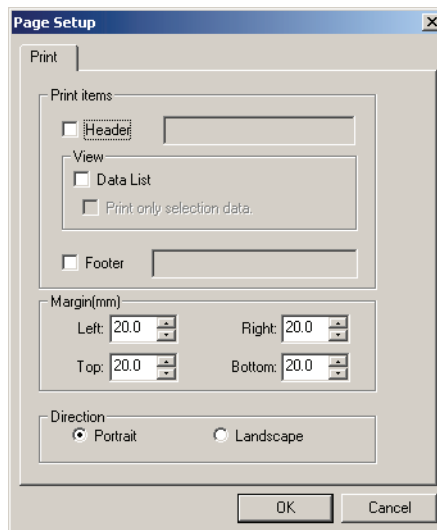 Page Setup
Print
Print items
Header
View
Data List
Print only selection data.
Footer
Margin(mm)
Left: 20.0 Right: 20.0
Top: 20.0 Bottom: 20.0
Direction
Portrait Landscape
OK Cancel